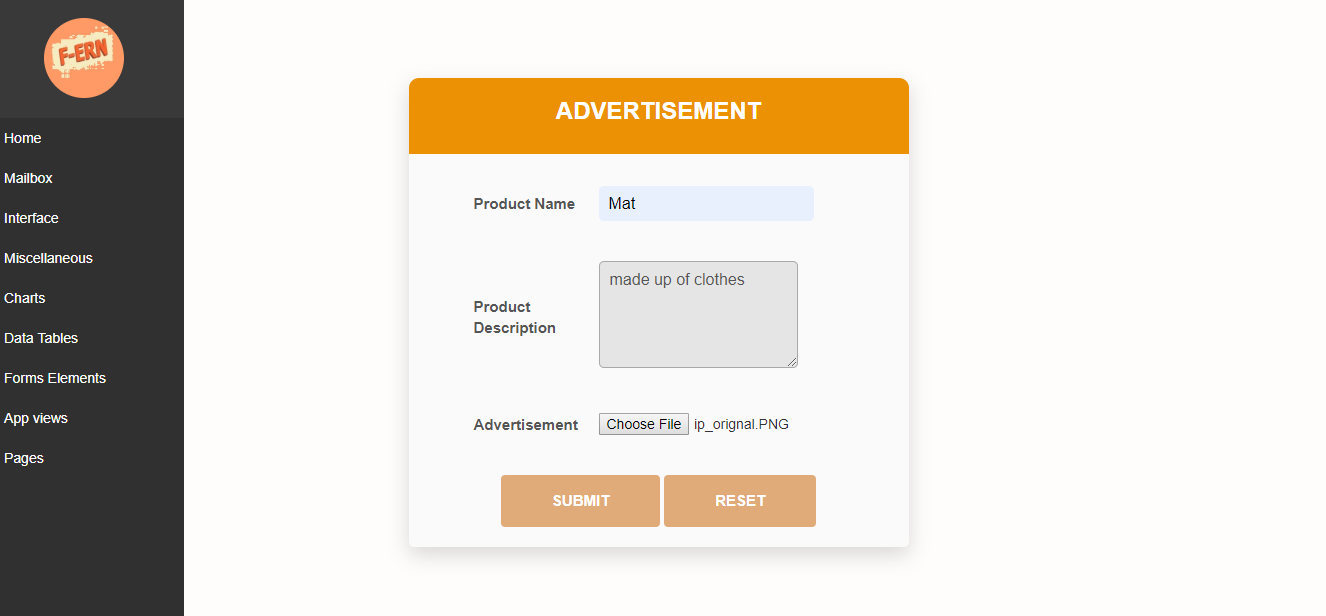 F-ERN
Home
Mailbox
Interface
Miscellaneous
Charts
Data Tables
Forms Elements
App views
Pages
ADVERTISEMENT
Product Name
Mat
Product
Description
made up of clothes
Advertisement
Choose File ip_orignal.PNG
SUBMIT
RESET